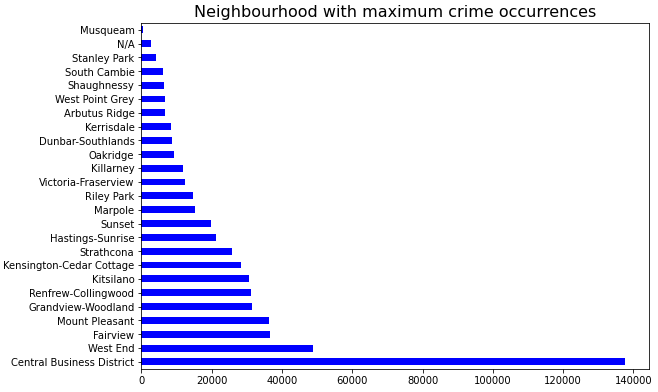 Neighbourhood with maximum crime occurrences
Musqueam
N/A
Stanley Park
South Cambie
Shaughnessy
West Point Grey
Arbutus Ridge
Kerrisdale
Dunbar-Southlands
Oakridge
Killarney
Victoria-Fraserview
Riley Park
Marpole
Sunset
Hastings-Sunrise
Strathcona
Kensington-Cedar Cottage
Kitsilano
Renfrew-Collingwood
Grandview-Woodland
Mount Pleasant
Fairview
West End
Central Business District
0 20000 40000 60000 80000 100000 120000 140000